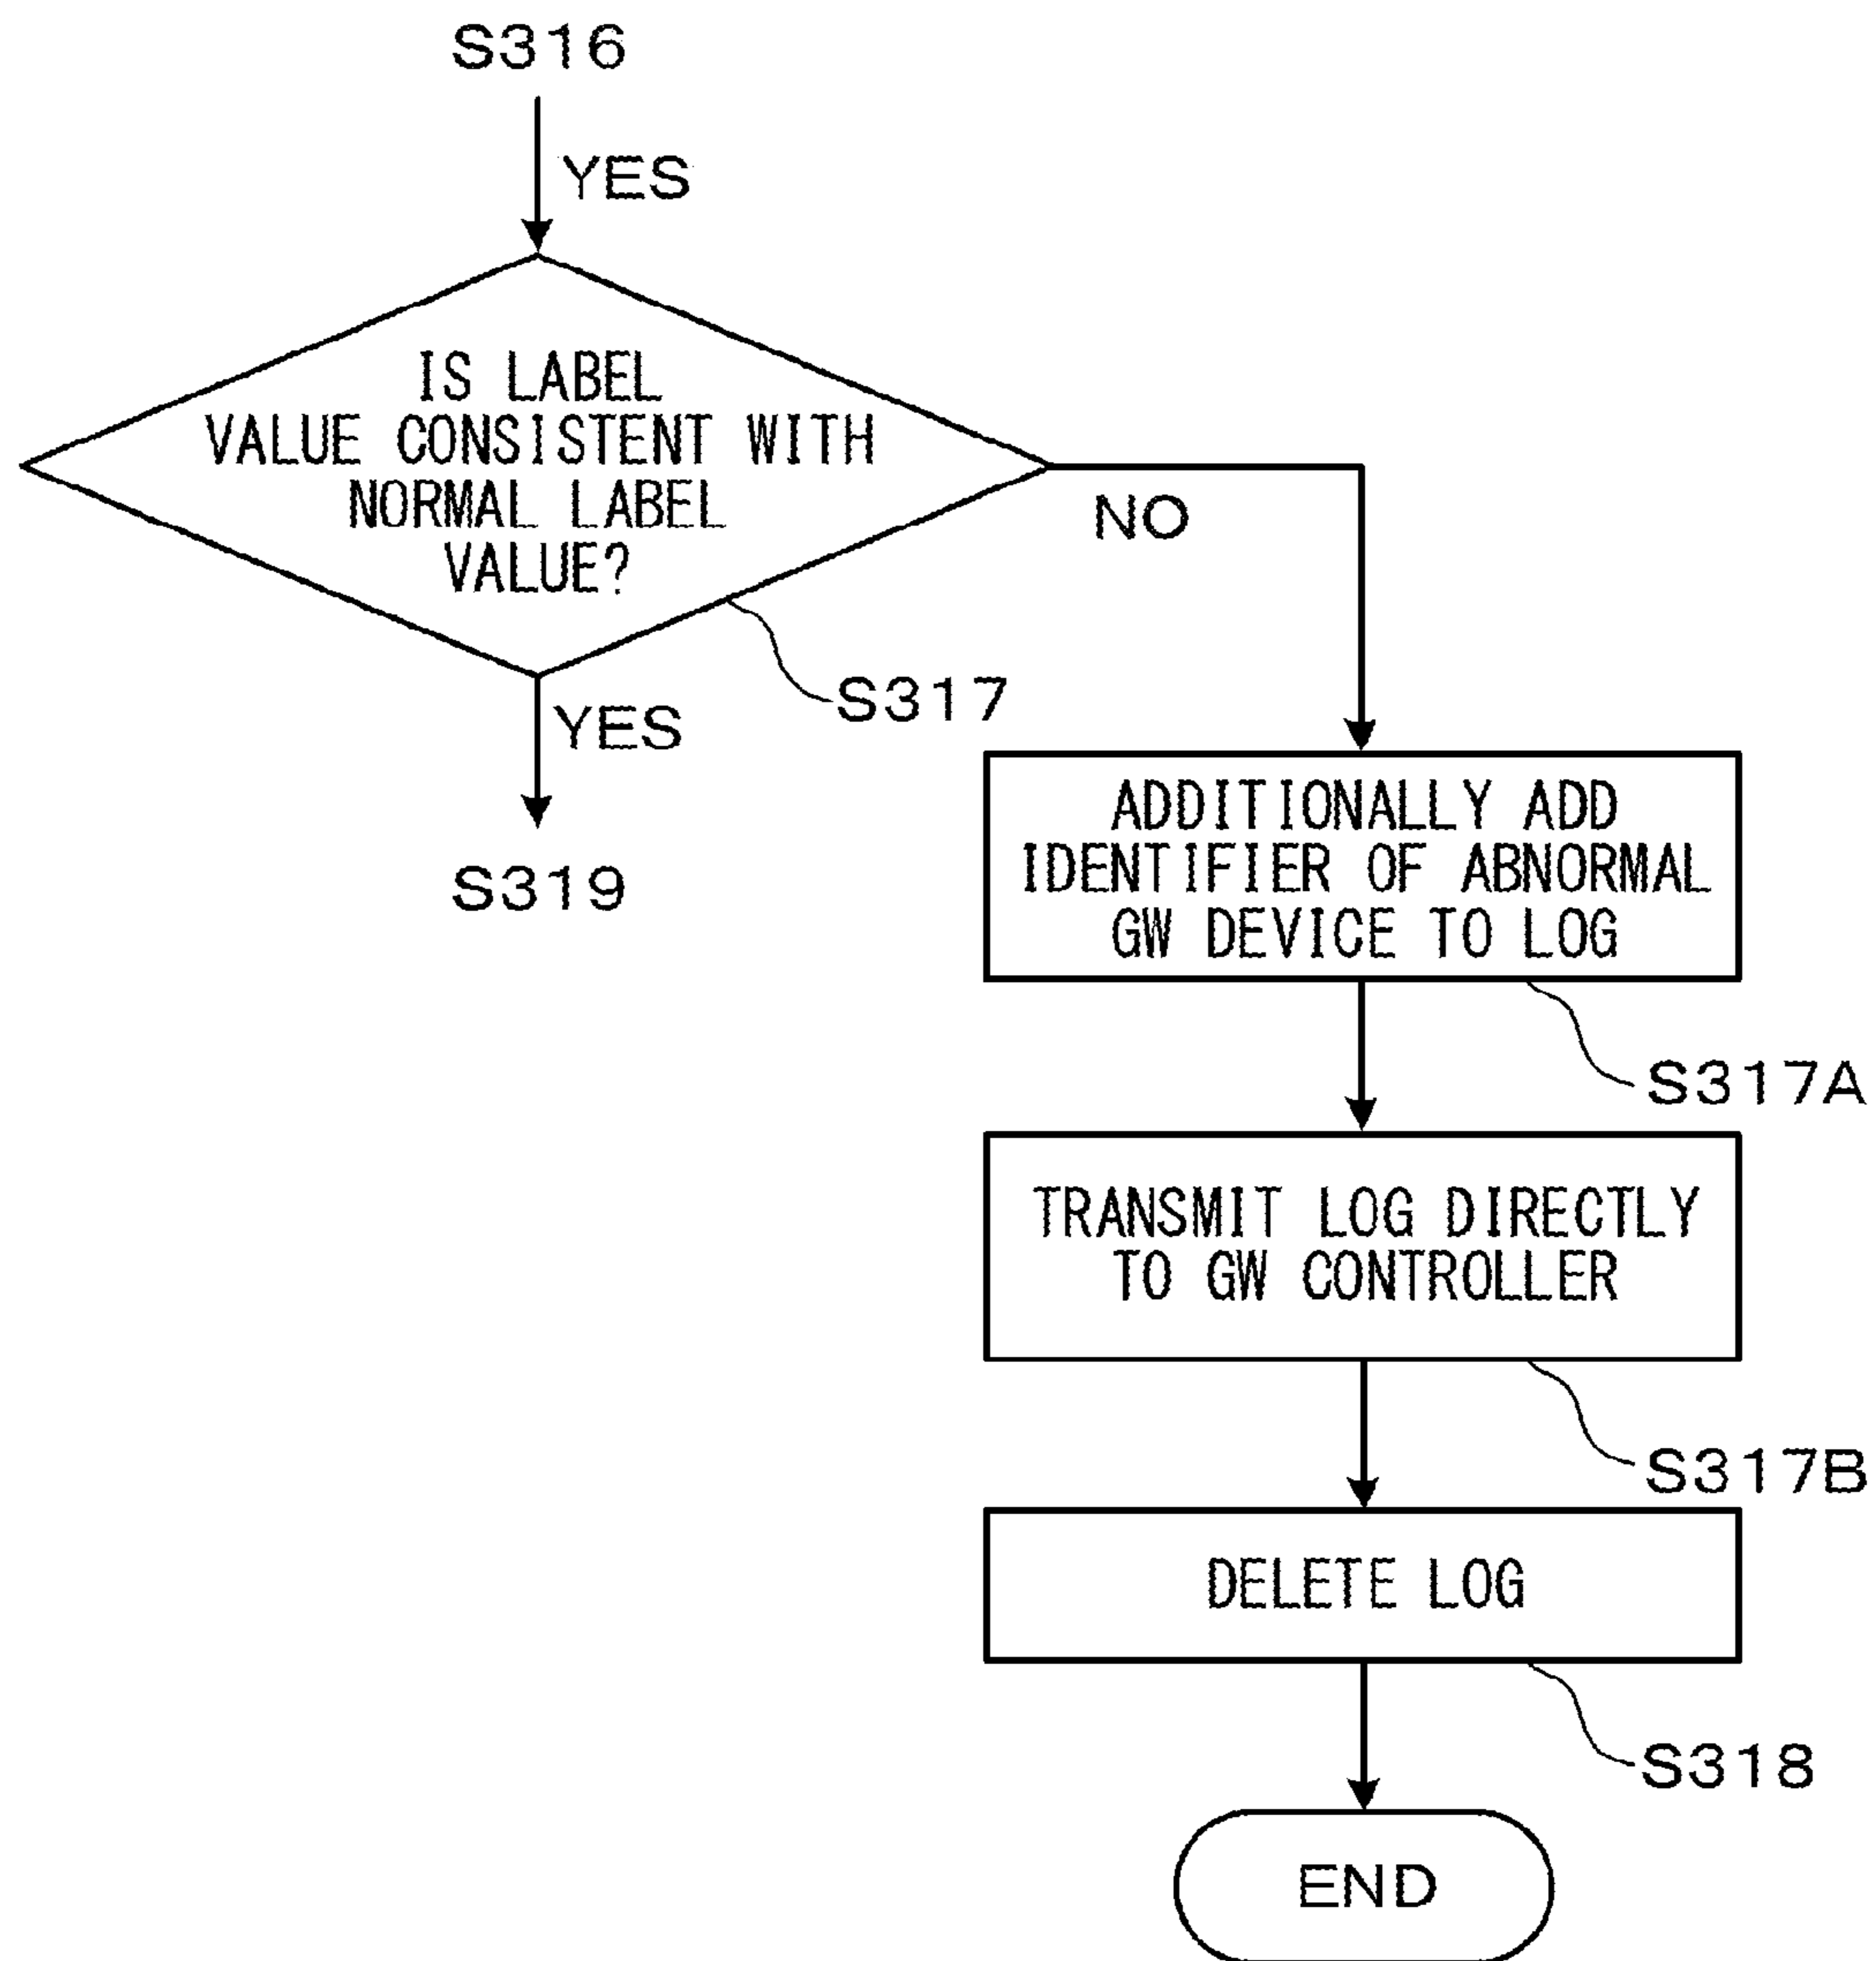 S316
YES
IS LABEL
VALUE CONSISTENT WITH
NORMAL LABEL
VALUE?
NO
S317
YES
S319
ADDITIONALLY ADD
IDENTIFIER OF ABNORMAL
GW DEVICE TO LOG
S317A
TRANSMIT LOG DIRECTLY
TO GW CONTROLLER
S317B
DELETE LOG
S318
END